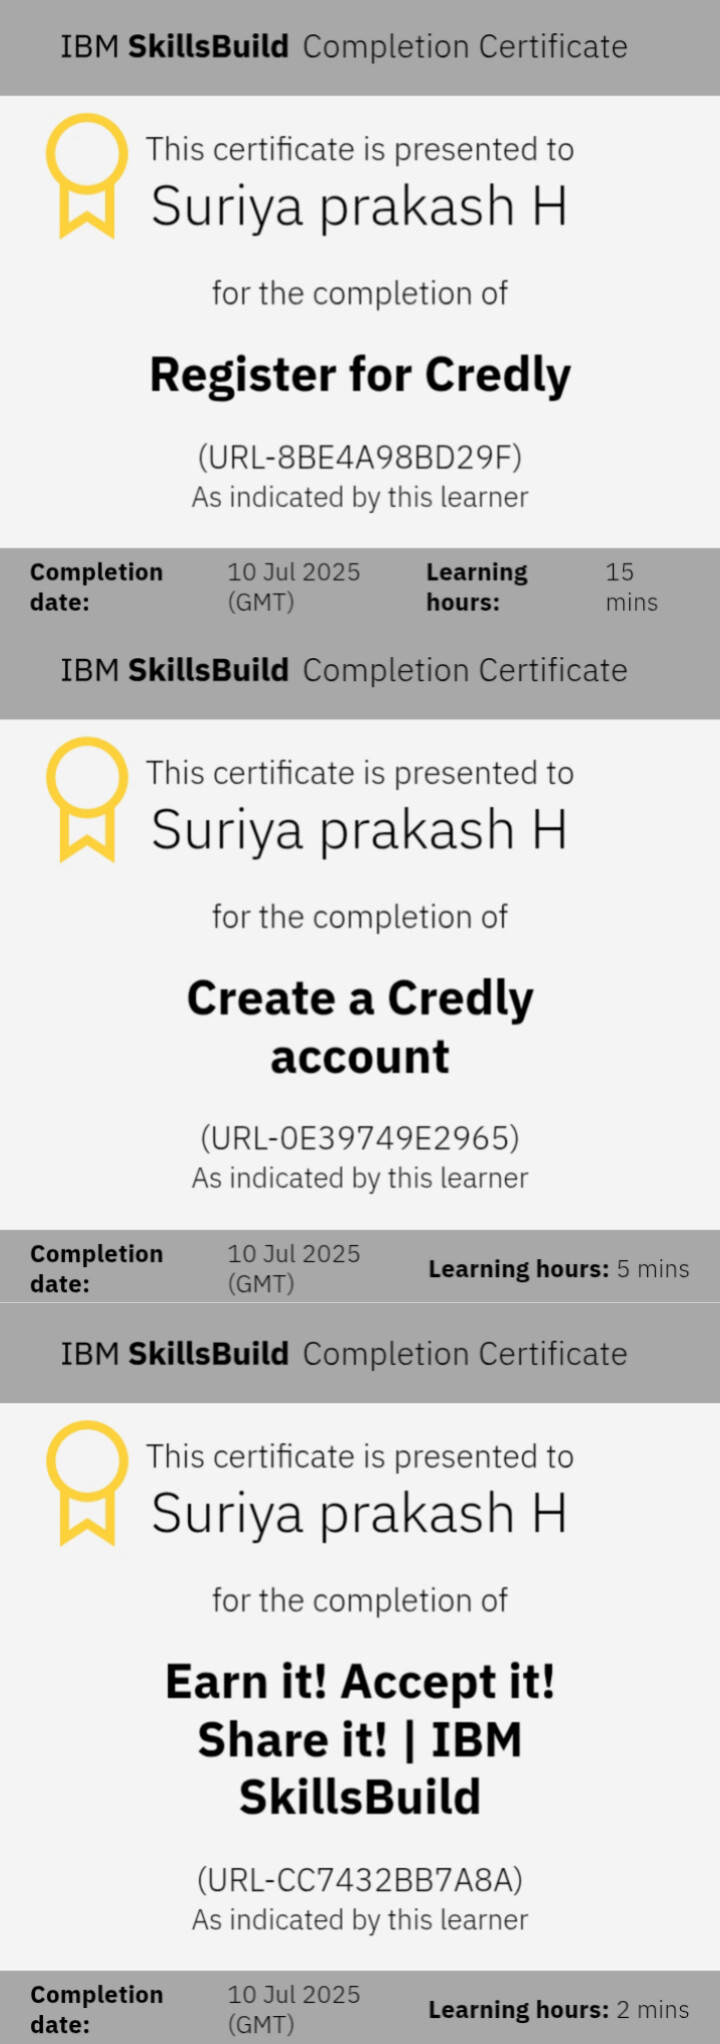 IBM SkillsBuild Completion Certificate
This certificate is presented to
Suriya prakash H
for the completion of
Register for Credly
(URL-8BE4A98BD29F)
As indicated by this learner
Completion date: 10 Jul 2025 (GMT) Learning hours: 15 mins
IBM SkillsBuild Completion Certificate
This certificate is presented to
Suriya prakash H
for the completion of
Create a Credly
account
(URL-0E39749E2965)
As indicated by this learner
Completion date: 10 Jul 2025 (GMT) Learning hours: 5 mins
IBM SkillsBuild Completion Certificate
This certificate is presented to
Suriya prakash H
for the completion of
Earn it! Accept it!
Share it! | IBM
SkillsBuild
(URL-CC7432BB7A8A)
As indicated by this learner
Completion date: 10 Jul 2025 (GMT) Learning hours: 2 mins